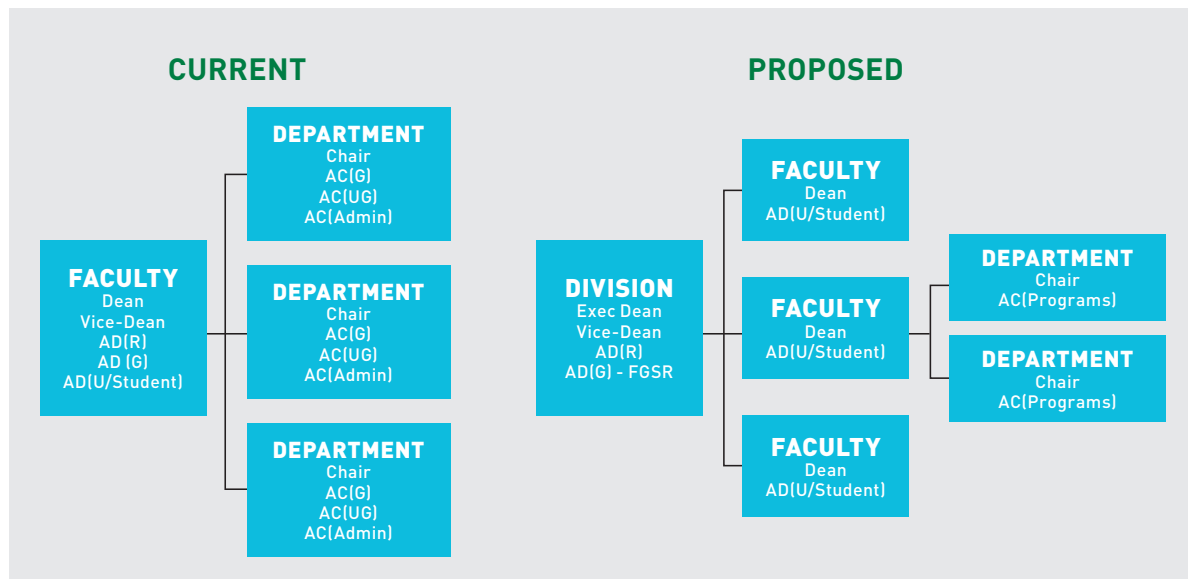 CURRENT
FACULTY
Dean
Vice-Dean
AD(R)
AD (G)
AD(U/Student)
DEPARTMENT
Chair
AC(G)
AC(UG)
AC(Admin)
DEPARTMENT
Chair
AC(G)
AC(UG)
AC(Admin)
DEPARTMENT
Chair
AC(G)
AC(UG)
AC(Admin)
PROPOSED
DIVISION
Exec Dean
Vice-Dean
AD(R)
AD(G) - FGSR
FACULTY
Dean
AD(U/Student)
FACULTY
Dean
AD(U/Student)
FACULTY
Dean
AD(U/Student)
DEPARTMENT
Chair
AC(Programs)
DEPARTMENT
Chair
AC(Programs)